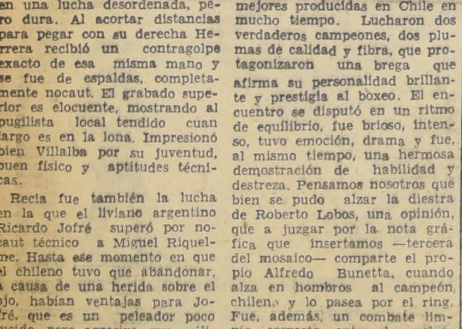 en una lucha desordenada, pe-
ro dura. Al acortar distancias
para pegar con su derecha He-
rrera recibió un contragolpe
exacto de esa misma mano y
se fue de espaldas, completa-
mente nocaut. El grabado supe-
rior es elocuente, mostrando al
pugilista local tendido cuan
largo es en la lona. Impresionó
bien Villalba por su juventud,
buen físico y aptitudes técni-
cas.
Recia fue también la lucha
en la que el liviano argentino
Ricardo Jofré superó por no-
caut técnico a Miguel Riquel-
me. Hasta ese momento en que
el chileno tuvo que abandonar,
a causa de una herida sobre el
ojo, habían ventajas para Jo-
fré, que es un peleador poco
mejores producidas en Chile en
mucho tiempo. Lucharon dos
verdaderos campeones, dos plu-
mas de calidad y fibra, que pro-
tagonizaron una brega que
afirma su personalidad brillan-
te y prestigia al bòxeo. El en-
cuentro se disputó en un ritmo
de equilibrio, fue brioso, inten-
so, tuvo emoción, drama y fue,
al mismo tiempo, una hermosa
demostración de habilidad y
destreza. Pensamos nosotros que
bien se pudo alzar la diestra
de Roberto Lobos, una opinión,
que a juzgar por la nota grá-
fica que insertamos —tercera
del mosaico— comparte el pro-
pio Alfredo Bunetta, cuando
alza en hombros al campeón
chileno y lo pasea por el ring.
Fue, además, un combate lim-